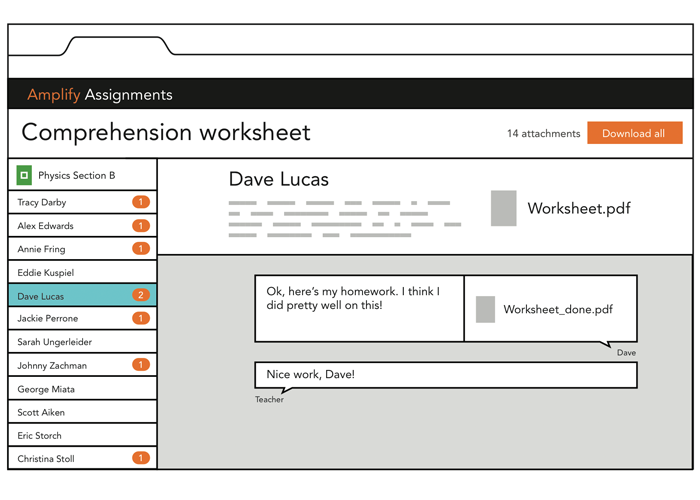 Amplify Assignments
Comprehension worksheet
14 attachments
Download all
Physics Section B
Tracy Darby 1
Alex Edwards 1
Annie Fring 1
Eddie Kuspiel
Dave Lucas 2
Jackie Perrone 1
Sarah Ungerleider
Johnny Zachman 1
George Miata
Scott Aiken
Eric Storch
Christina Stoll 1
Dave Lucas
Worksheet.pdf
Ok, here's my homework. I think I
did pretty well on this!
Worksheet_done.pdf
Dave
Nice work, Dave!
Teacher